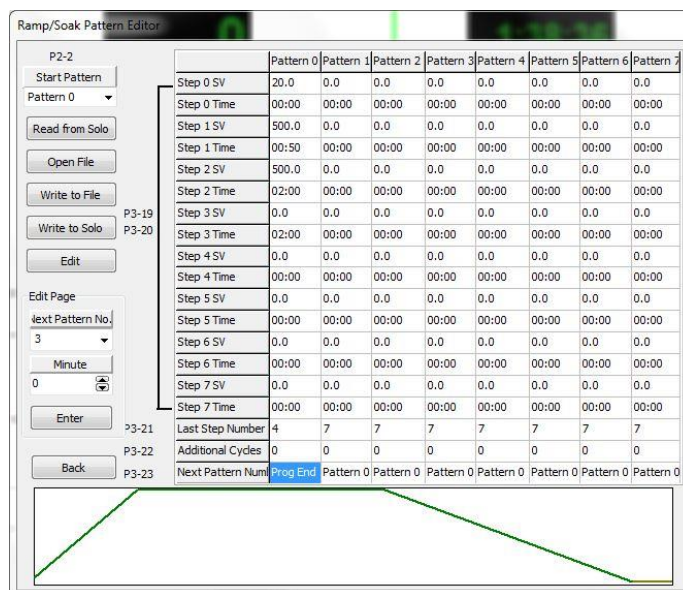 Ramp/Soak Pattern Editor
0
1:38:36
P2-2
Start Pattern
Pattern 0
Read from Solo
Open File
Write to File
Write to Solo
Edit
Edit Page
Next Pattern No.
3
Minute
0
Enter
Back
P3-19
P3-20
P3-21
P3-22
P3-23
Pattern 0 Pattern 1 Pattern 2 Pattern 3 Pattern 4 Pattern 5 Pattern 6 Pattern 7
Step 0 SV 20.0 0.0 0.0 0.0 0.0 0.0 0.0 0.0
Step 0 Time 00:00 00:00 00:00 00:00 00:00 00:00 00:00 00:00
Step 1 SV 500.0 0.0 0.0 0.0 0.0 0.0 0.0 0.0
Step 1 Time 00:50 00:00 00:00 00:00 00:00 00:00 00:00 00:00
Step 2 SV 500.0 0.0 0.0 0.0 0.0 0.0 0.0 0.0
Step 2 Time 02:00 00:00 00:00 00:00 00:00 00:00 00:00 00:00
Step 3 SV 0.0 0.0 0.0 0.0 0.0 0.0 0.0 0.0
Step 3 Time 02:00 00:00 00:00 00:00 00:00 00:00 00:00 00:00
Step 4 SV 0.0 0.0 0.0 0.0 0.0 0.0 0.0 0.0
Step 4 Time 00:00 00:00 00:00 00:00 00:00 00:00 00:00 00:00
Step 5 SV 0.0 0.0 0.0 0.0 0.0 0.0 0.0 0.0
Step 5 Time 00:00 00:00 00:00 00:00 00:00 00:00 00:00 00:00
Step 6 SV 0.0 0.0 0.0 0.0 0.0 0.0 0.0 0.0
Step 6 Time 00:00 00:00 00:00 00:00 00:00 00:00 00:00 00:00
Step 7 SV 0.0 0.0 0.0 0.0 0.0 0.0 0.0 0.0
Step 7 Time 00:00 00:00 00:00 00:00 00:00 00:00 00:00 00:00
Last Step Number 4 7 7 7 7 7 7 7
Additional Cycles 0 0 0 0 0 0 0 0
Next Pattern Numl Prog End Pattern 0 Pattern 0 Pattern 0 Pattern 0 Pattern 0 Pattern 0 Pattern 0